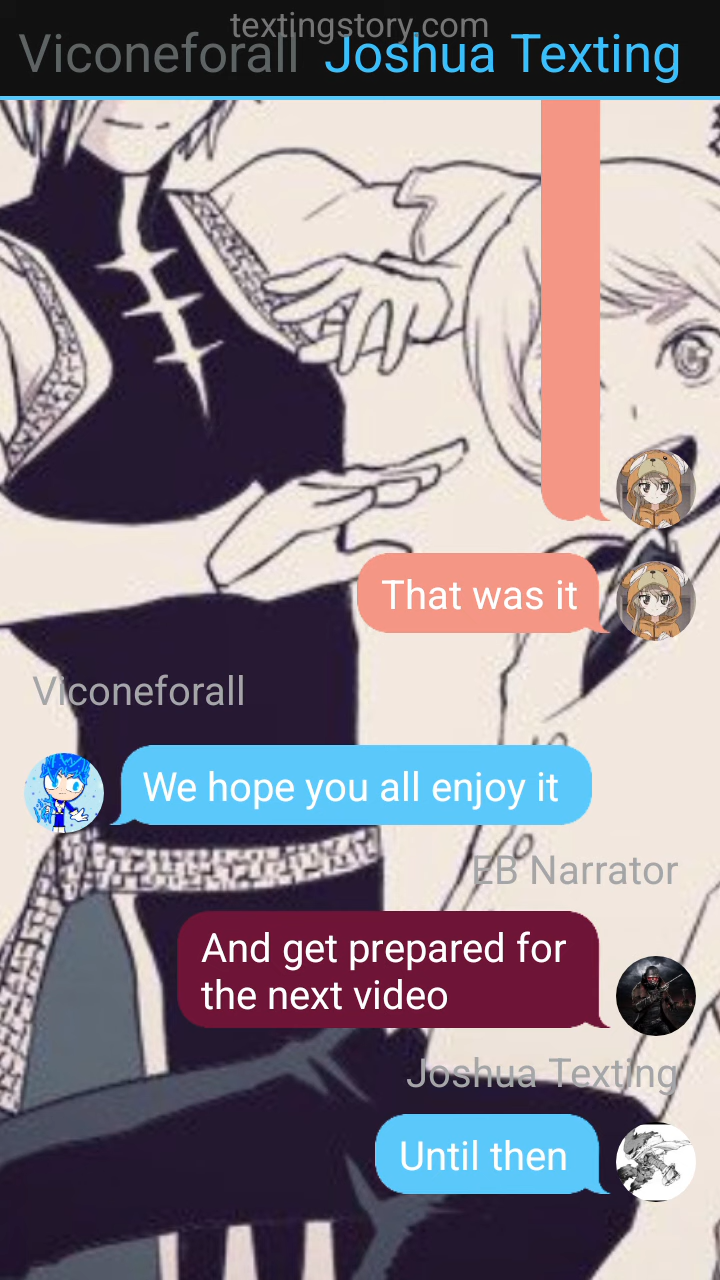 textingstory.com
Viconeforall Joshua Texting
That was it
Viconeforall
We hope you all enjoy it
EB Narrator
And get prepared for
the next video
Joshua Texting
Until then